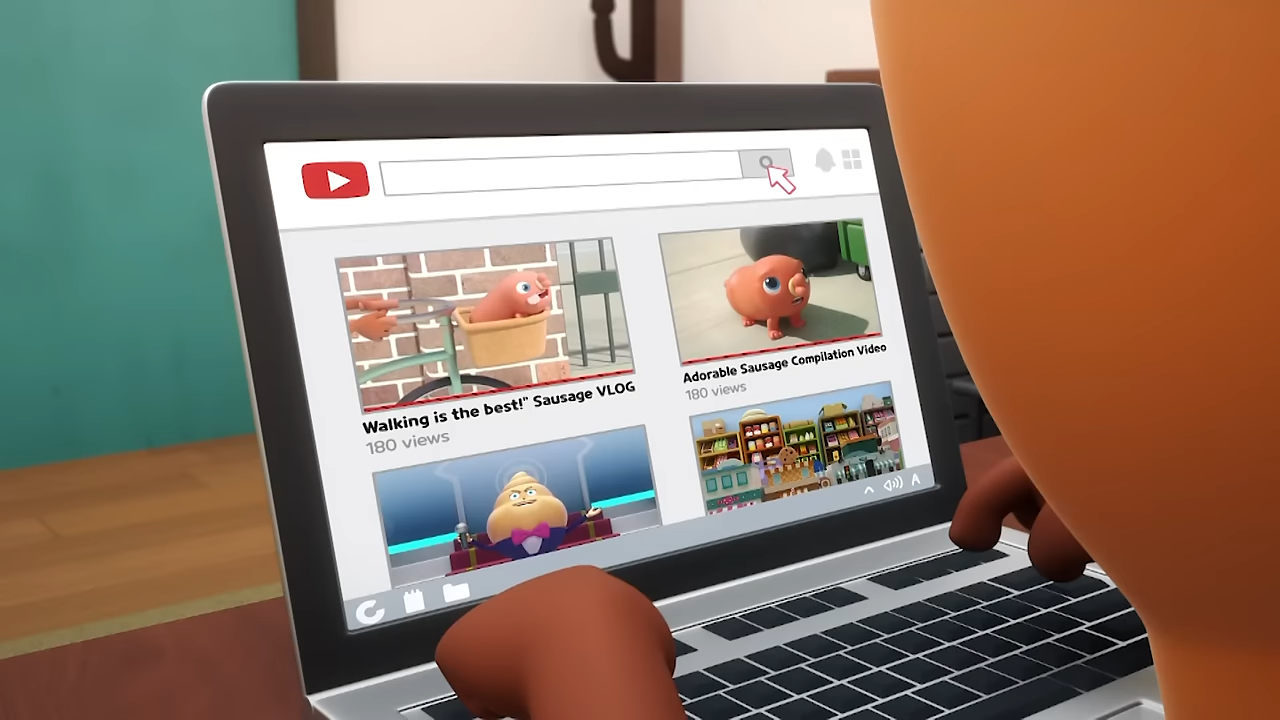 Walking is the best!" Sausage VLOG
180 views
Adorable Sausage Compilation Video
180 views
A